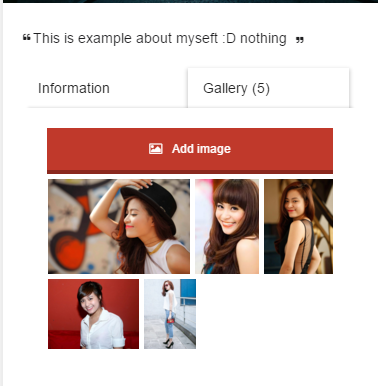 ❝ This is example about myseft :D nothing ❞
Information
Gallery (5)
Add image